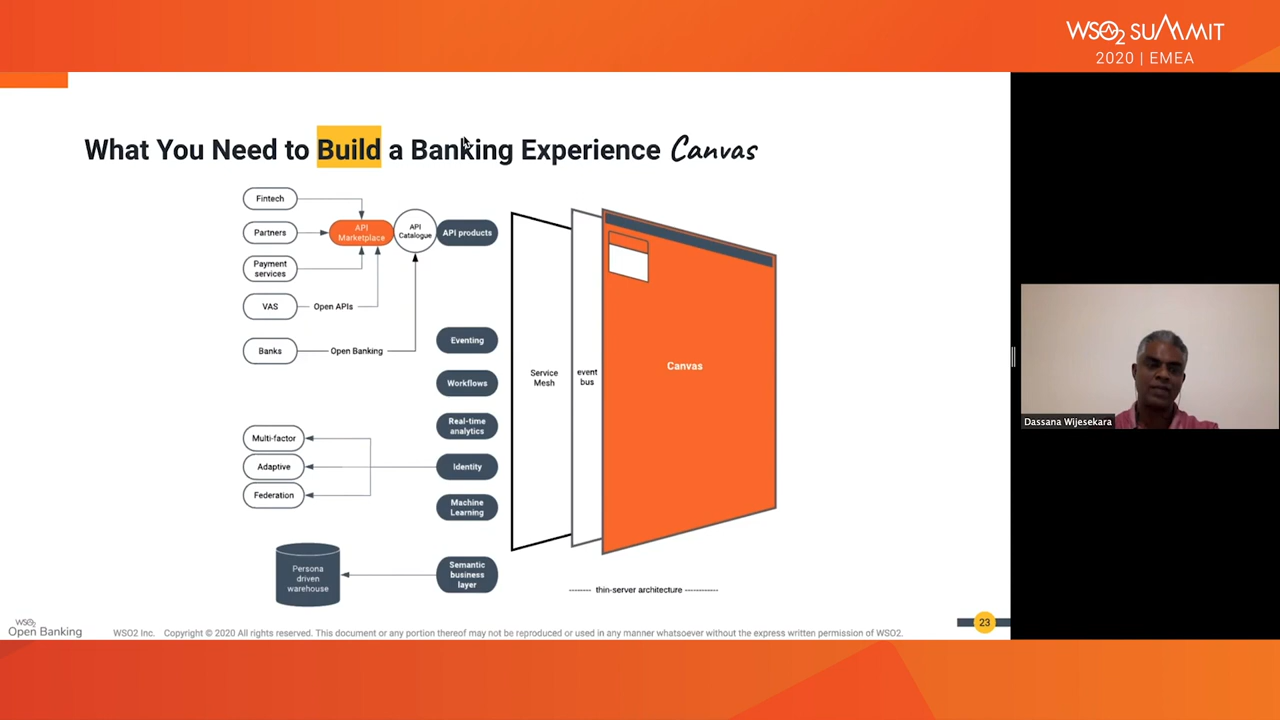 WSO2 SUMMIT
2020 | EMEA
What You Need to Build a Banking Experience Canvas
Fintech
Partners
Payment
services
VAS
Banks
Open APIs
Open Banking
API
Marketplace
API
Catalogue
API products
Eventing
Workflows
Real-time
analytics
Identity
Machine
Learning
Semantic
business
layer
Multi-factor
Adaptive
Federation
Persona
driven
warehouse
Service
Mesh
event
bus
Canvas
-------- thin-server architecture ------------
Dassana Wijesekara
WSO2
Open Banking
WSO2 Inc. Copyright © 2020 All rights reserved. This document or any portion thereof may not be reproduced or used in any manner whatsoever without the express written permission of WSO2.
23